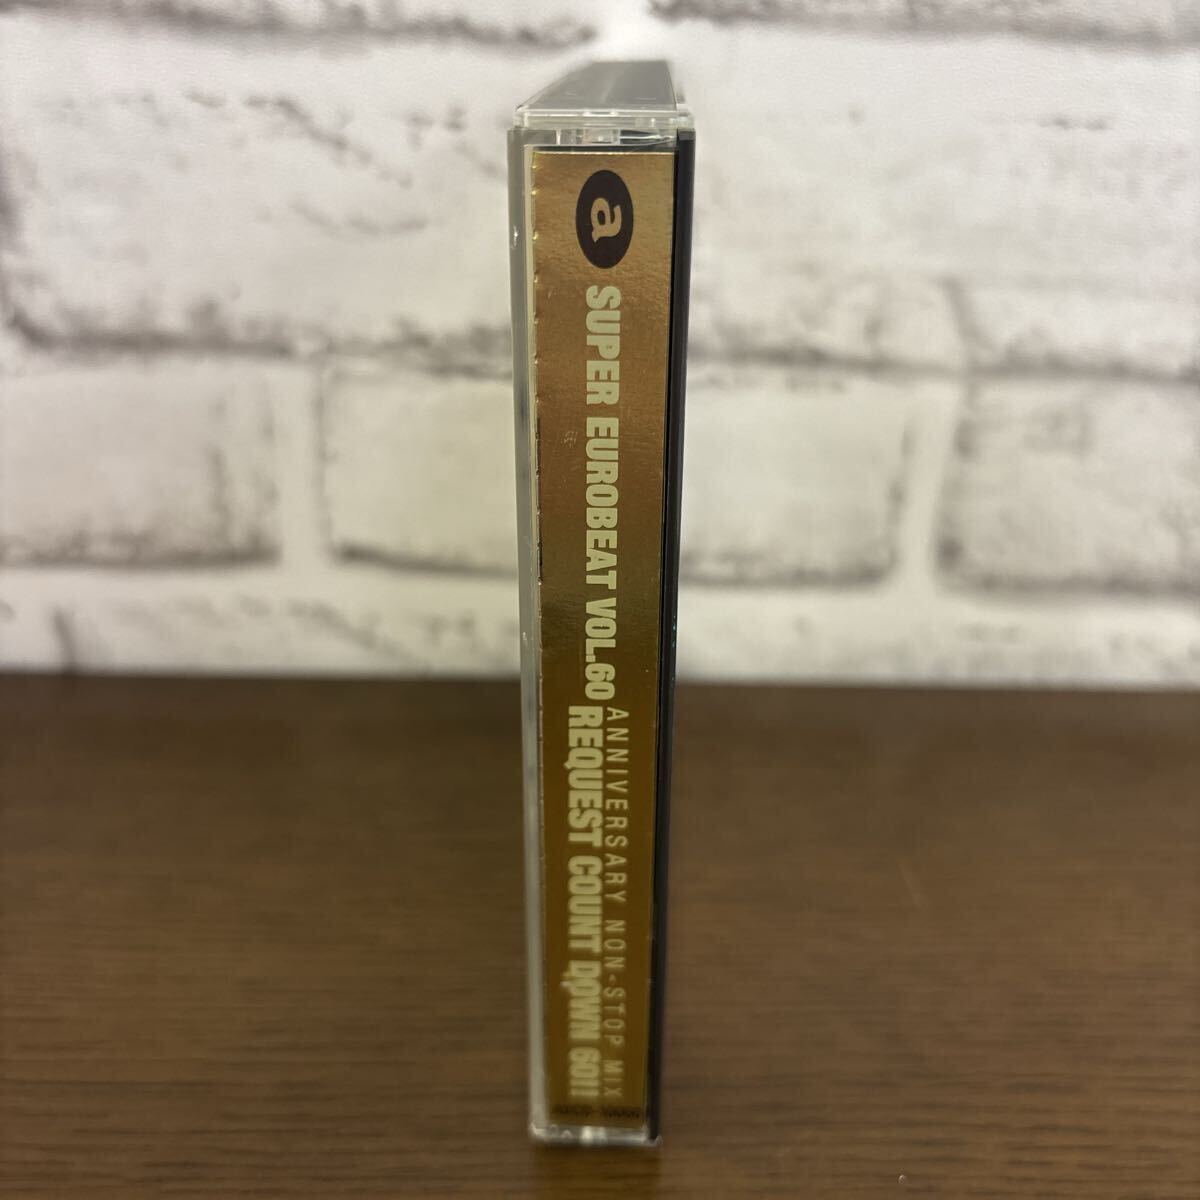 a
SUPER EUROBEAT VOL.60
ANNIVERSARY NON-STOP MIX
REQUEST COUNT DOWN 60!!